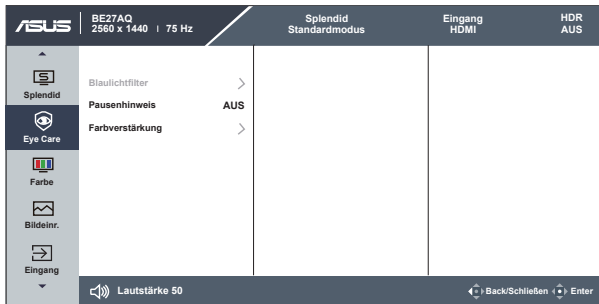 ASUS
BE27AQ
2560 x 1440 | 75 Hz
Splendid
Standardmodus
Eingang
HDMI
HDR
AUS
Splendid
Eye Care
Farbe
Bildeinr.
Eingang
Blaulichtfilter
Pausenhinweis AUS
Farbverstärkung
Lautstärke 50
Back/Schließen Enter